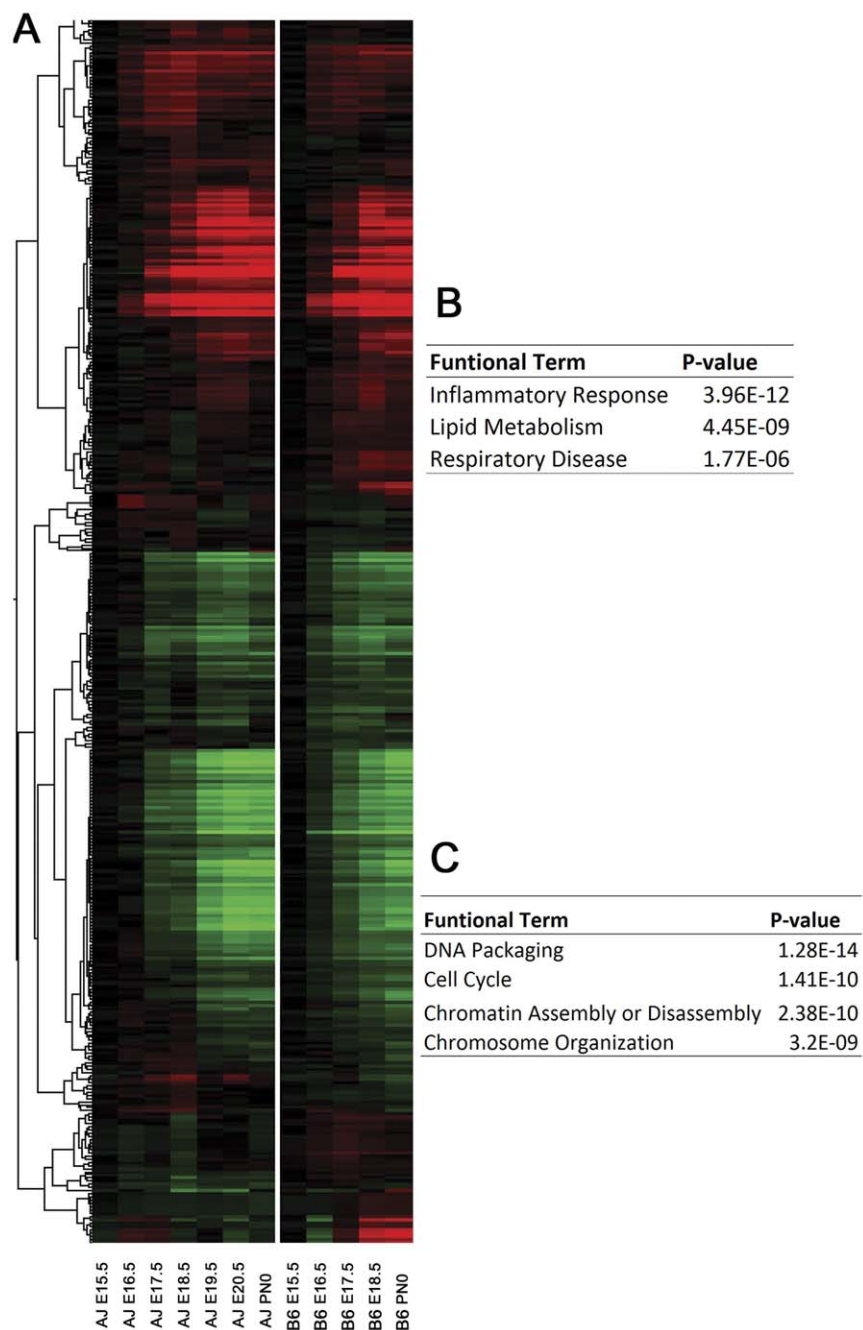 A
B
Funtional Term P-value
Inflammatory Response 3.96E-12
Lipid Metabolism 4.45E-09
Respiratory Disease 1.77E-06
C
Funtional Term P-value
DNA Packaging 1.28E-14
Cell Cycle 1.41E-10
Chromatin Assembly or Disassembly 2.38E-10
Chromosome Organization 3.2E-09
AJ E15.5
AJ E16.5
AJ E17.5
AJ E18.5
AJ E19.5
AJ E20.5
AJ PN0
B6 E15.5
B6 E16.5
B6 E17.5
B6 E18.5
B6 PN0